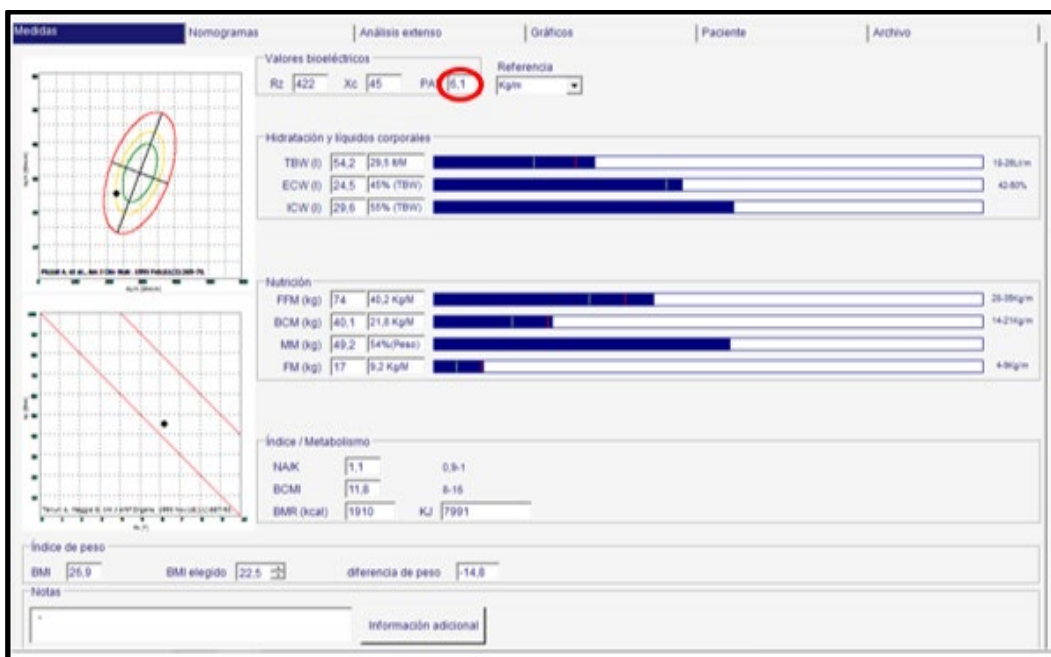 Medidas Nomogramas Análisis extenso Gráficos Paciente Archivo
Valores bioeléctricos
Rz 422 Xc 45 PA 6,1
Referencia
Kg/m
Hidratación y líquidos corporales
TBW (l) 54,2 29,5 l/M
ECW (l) 24,5 45% (TBW) 42-50%
ICW (l) 29,6 55% (TBW)
Nutrición
FFM (kg) 74 40,2 Kg/M 28-35Kg/m
BCM (kg) 40,1 21,8 Kg/M 14-21Kg/m
MM (kg) 49,2 54%(Peso)
FM (kg) 17 9,2 Kg/M 4-9Kg/m
Índice / Metabolismo
NA/K 1,1 0,9-1
BCMI 11,8 8-16
BMR (kcal) 1910 KJ 7991
Índice de peso
BMI 26,9 BMI elegido 22,5 diferencia de peso -14,8
Notas
Información adicional